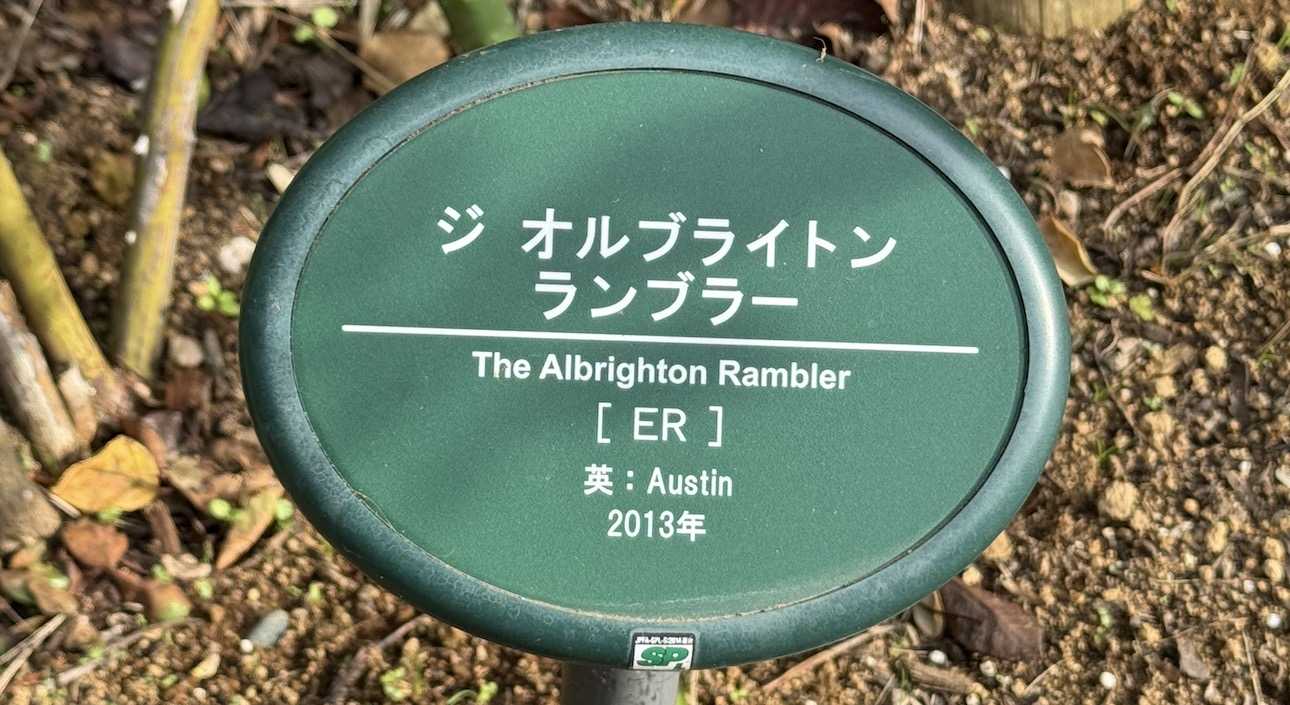 ジ オルブライトン
ランブラー
The Albrighton Rambler
[ ER ]
英：Austin
2013年
SP